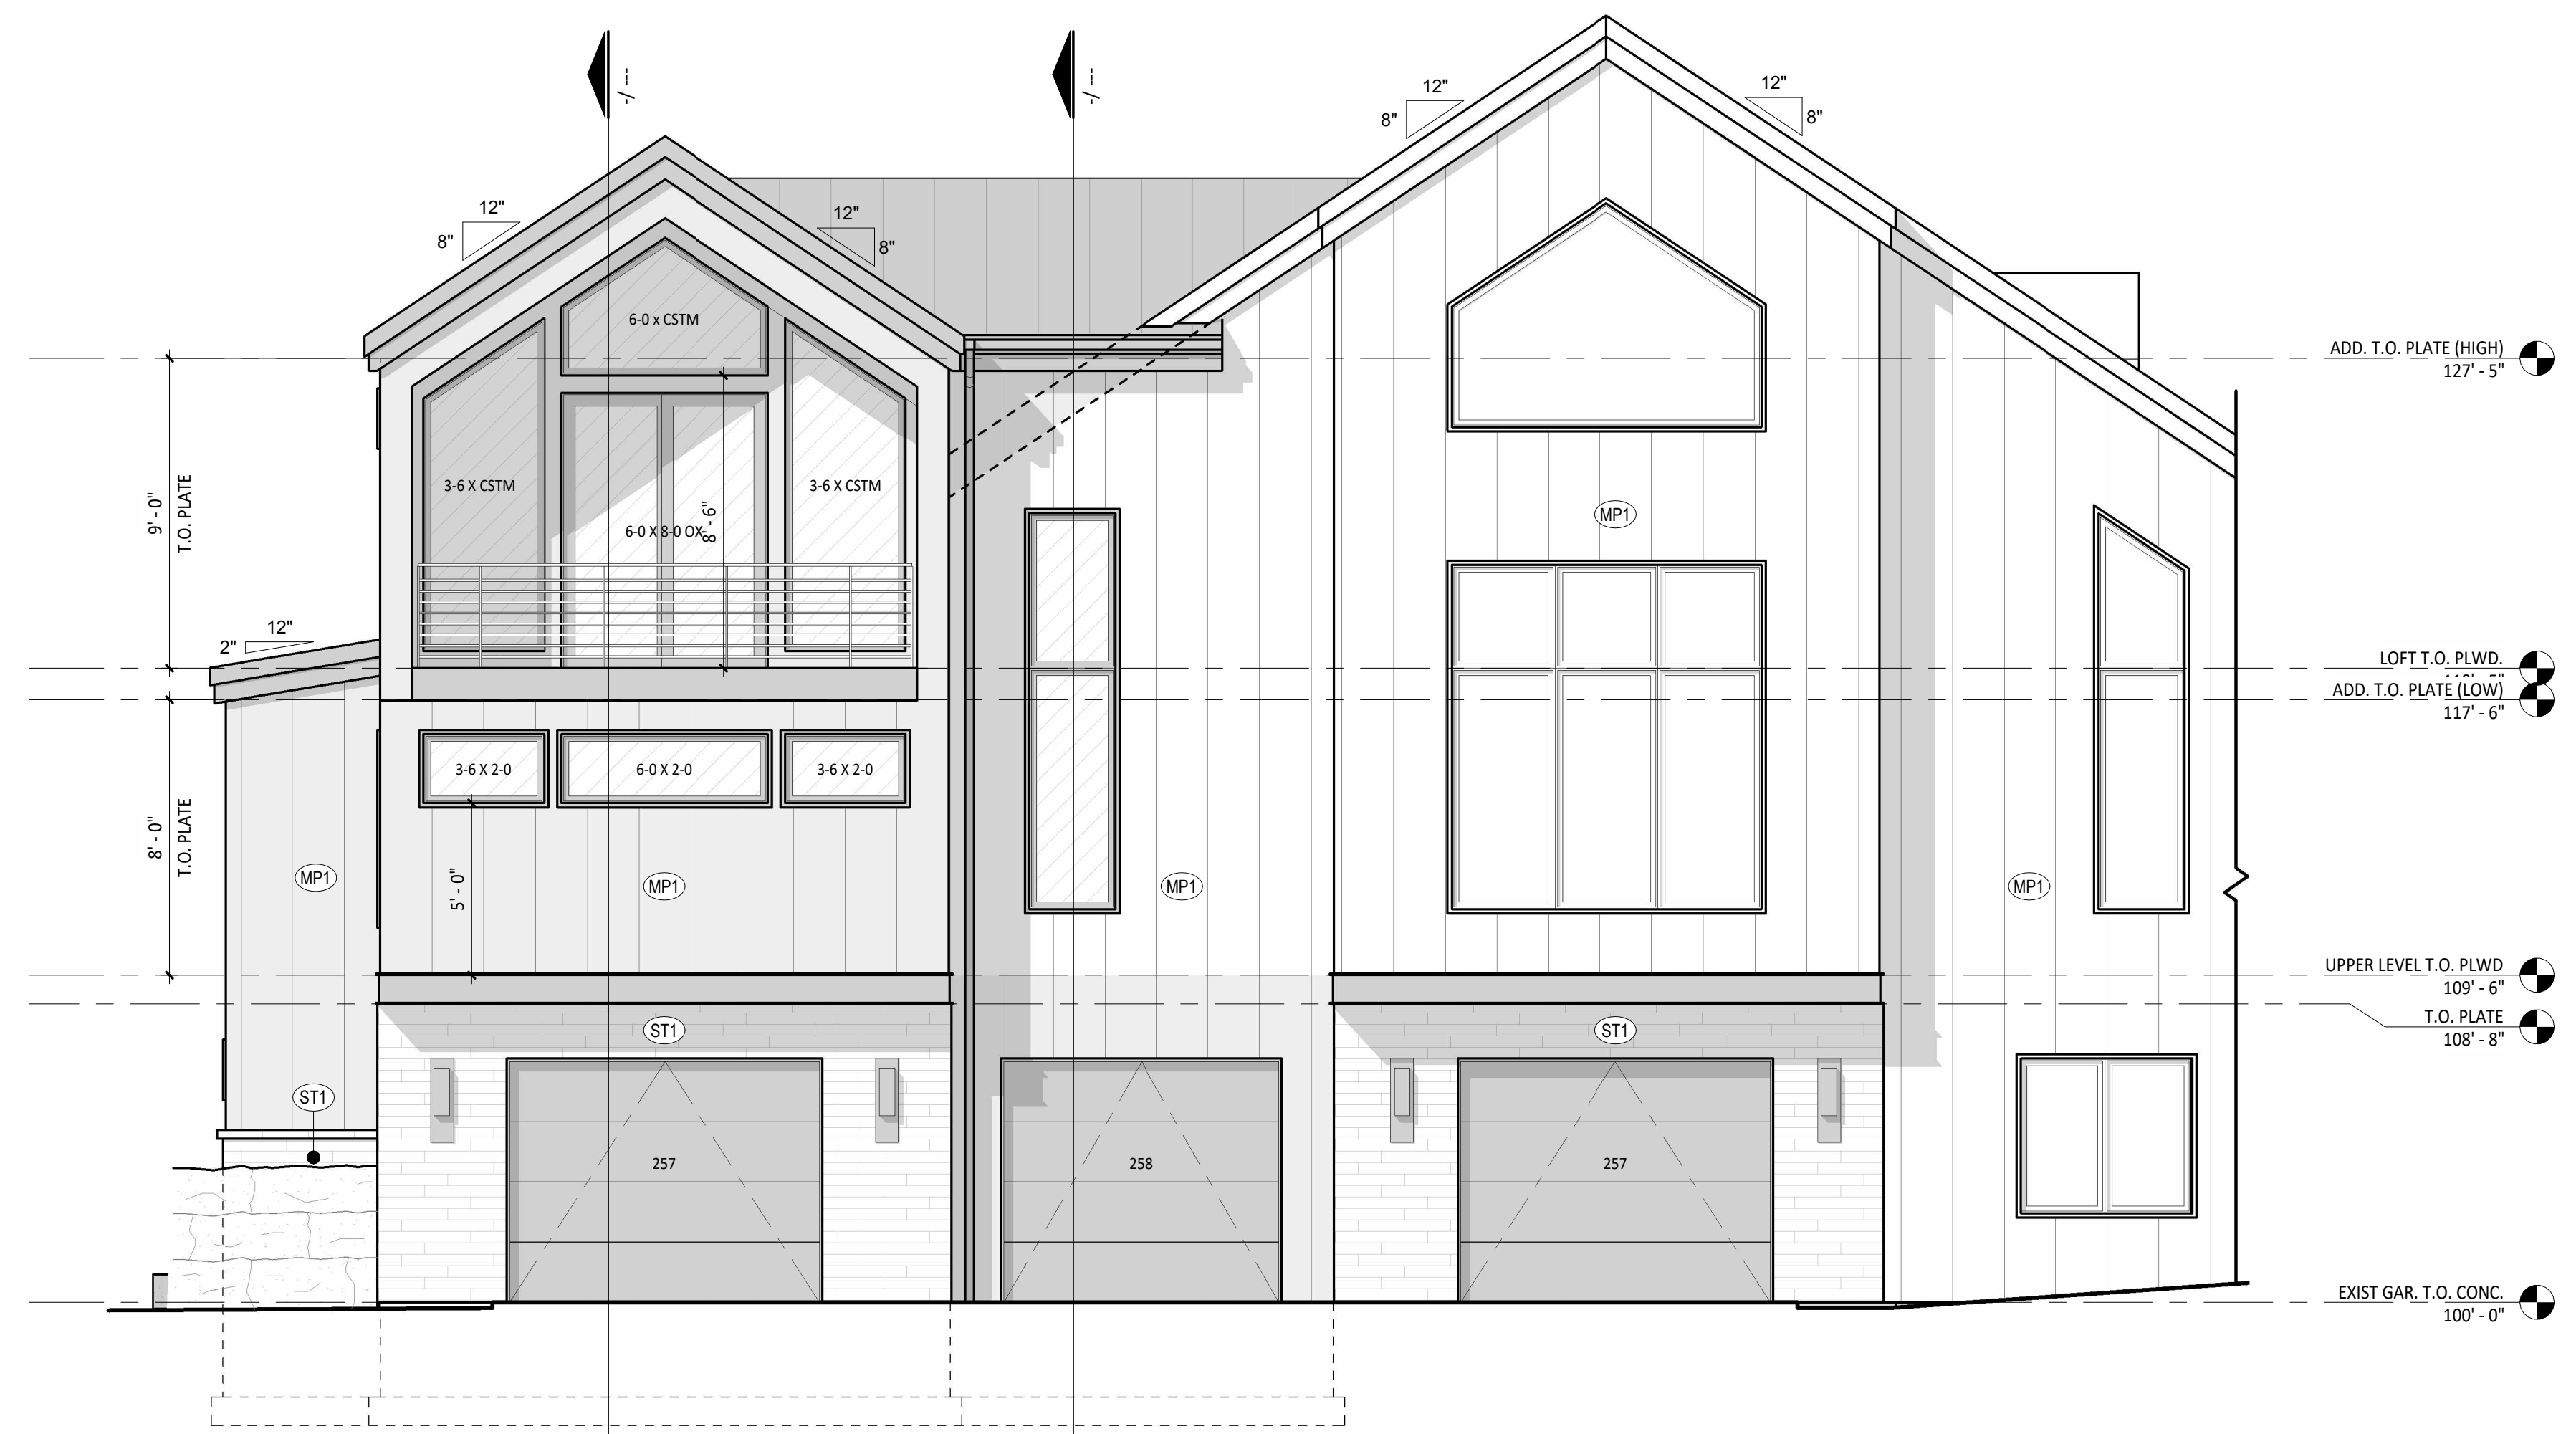 -/ ---
-/ ---
12"
8"
12"
8"
12"
8"
12"
8"
6-0 x CSTM
ADD. T.O. PLATE (HIGH)
127' - 5"
3-6 X CSTM
3-6 X CSTM
9' - 0"
T.O. PLATE
6-0 X 8-0 OX
8' - 6"
MP1
12"
2"
LOFT T.O. PLWD.
ADD. T.O. PLATE (LOW)
117' - 6"
3-6 X 2-0
6-0 X 2-0
3-6 X 2-0
8' - 0"
T.O. PLATE
5' - 0"
MP1
MP1
MP1
MP1
UPPER LEVEL T.O. PLWD
109' - 6"
T.O. PLATE
108' - 8"
ST1
ST1
ST1
257
258
257
EXIST GAR. T.O. CONC.
100' - 0"